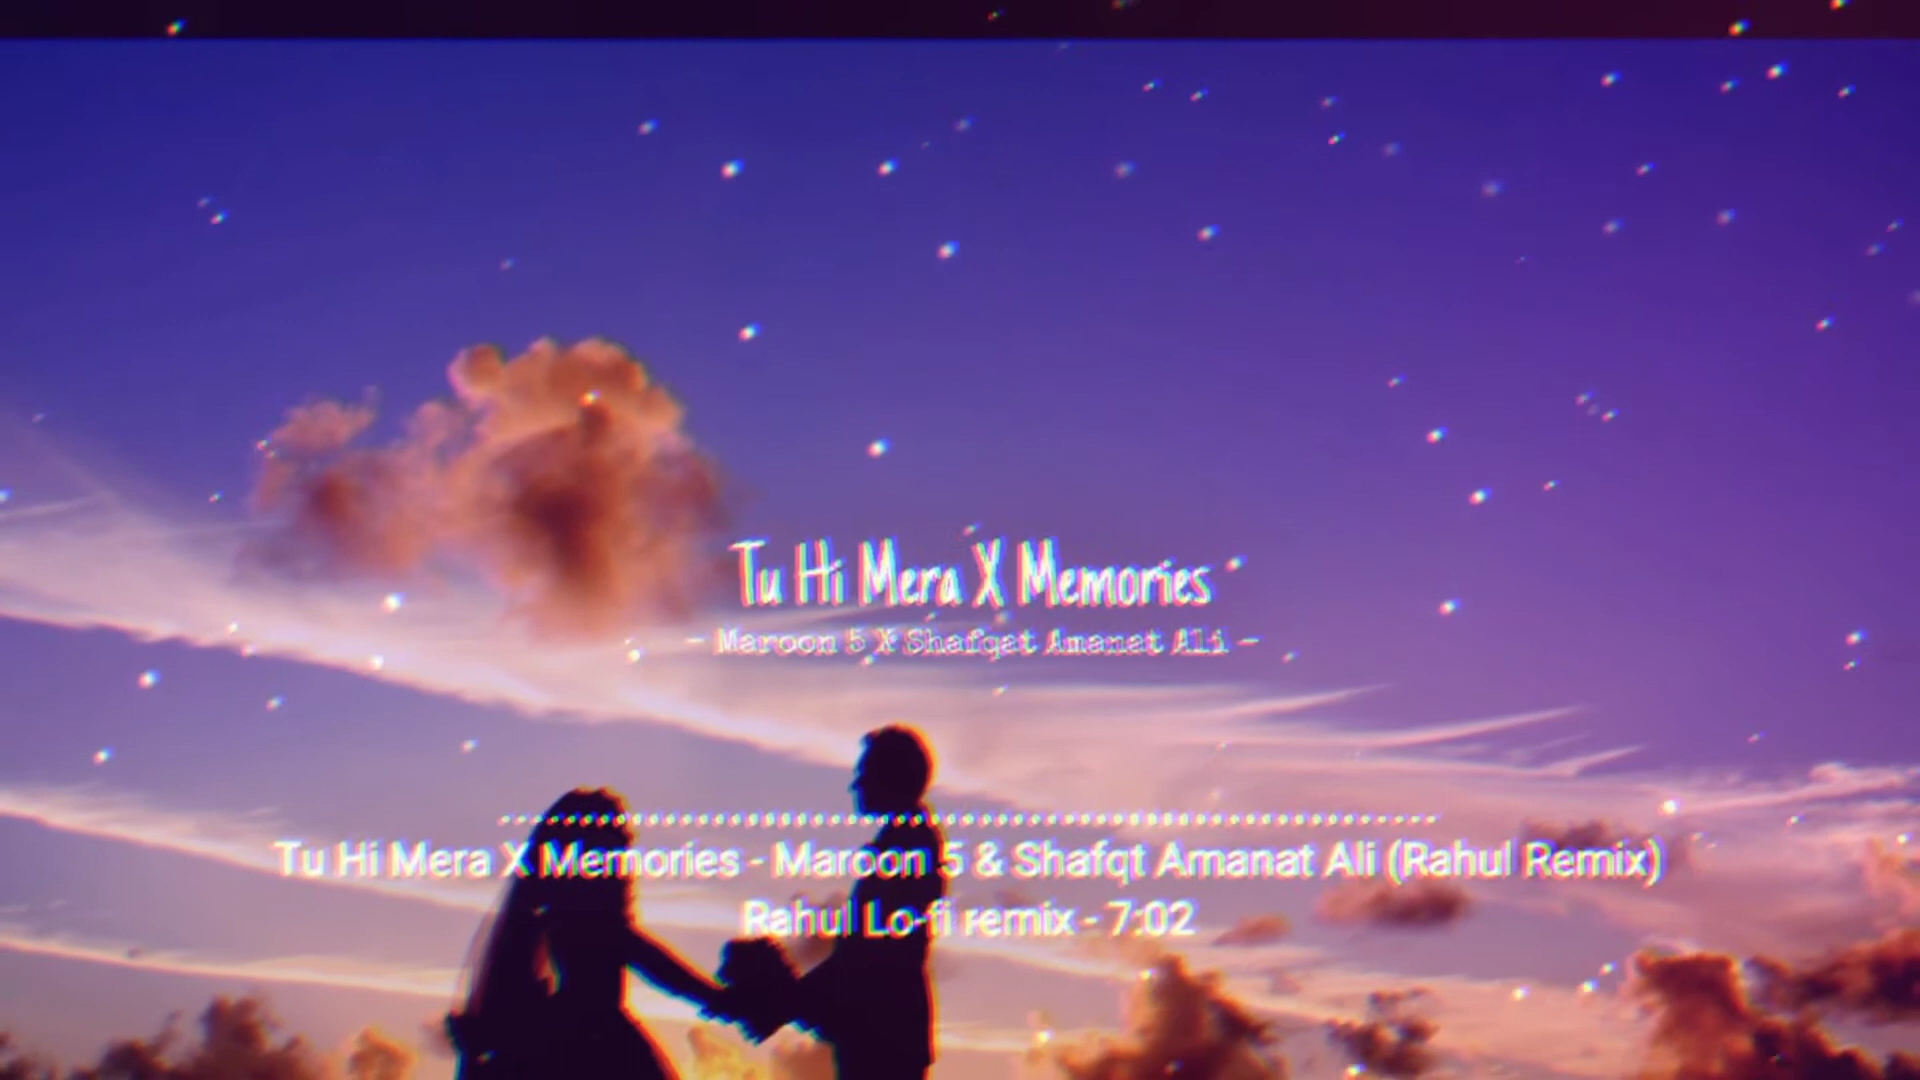 Tu Hi Mera X Memories
- Maroon 5 X Shafqat Amanat Ali -
Tu Hi Mera X Memories - Maroon 5 & Shafqt Amanat Ali (Rahul Remix)
Rahul Lo-fi remix - 7:02